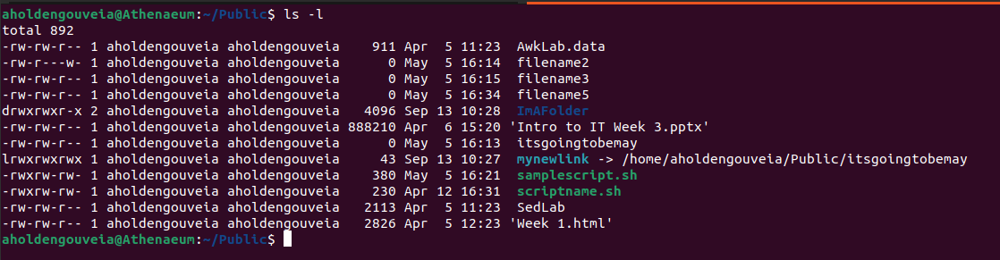 aholdengouveia@Athenaeum:~/Public$ ls -l
total 892
-rw-rw-r-- 1 aholdengouveia aholdengouveia    911 Apr  5 11:23  AwkLab.data
-rw-r---w- 1 aholdengouveia aholdengouveia      0 May  5 16:14  filename2
-rw-rw-r-- 1 aholdengouveia aholdengouveia      0 May  5 16:15  filename3
-rw-rw-r-- 1 aholdengouveia aholdengouveia      0 May  5 16:34  filename5
drwxrwxr-x 2 aholdengouveia aholdengouveia   4096 Sep 13 10:28  ImAFolder
-rw-rw-r-- 1 aholdengouveia aholdengouveia 888210 Apr  6 15:20 'Intro to IT Week 3.pptx'
-rw-rw-r-- 1 aholdengouveia aholdengouveia      0 May  5 16:13  itsgoingtobemay
lrwxrwxrwx 1 aholdengouveia aholdengouveia     43 Sep 13 10:27  mynewlink -> /home/aholdengouveia/Public/itsgoingtobemay
-rwxrw-rw- 1 aholdengouveia aholdengouveia    380 May  5 16:21  samplescript.sh
-rwxrw-rw- 1 aholdengouveia aholdengouveia    230 Apr 12 16:31  scriptname.sh
-rw-rw-r-- 1 aholdengouveia aholdengouveia   2113 Apr  5 11:23  SedLab
-rw-rw-r-- 1 aholdengouveia aholdengouveia   2826 Apr  5 12:23 'Week 1.html'
aholdengouveia@Athenaeum:~/Public$